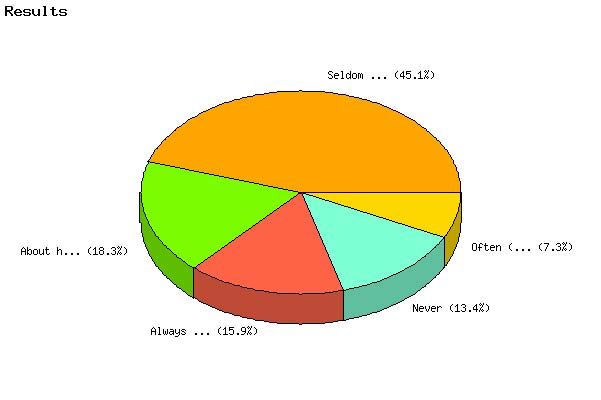 Results
Seldom ... (45.1%)
About h... (18.3%)
Often (... (7.3%)
Never (13.4%)
Always ... (15.9%)